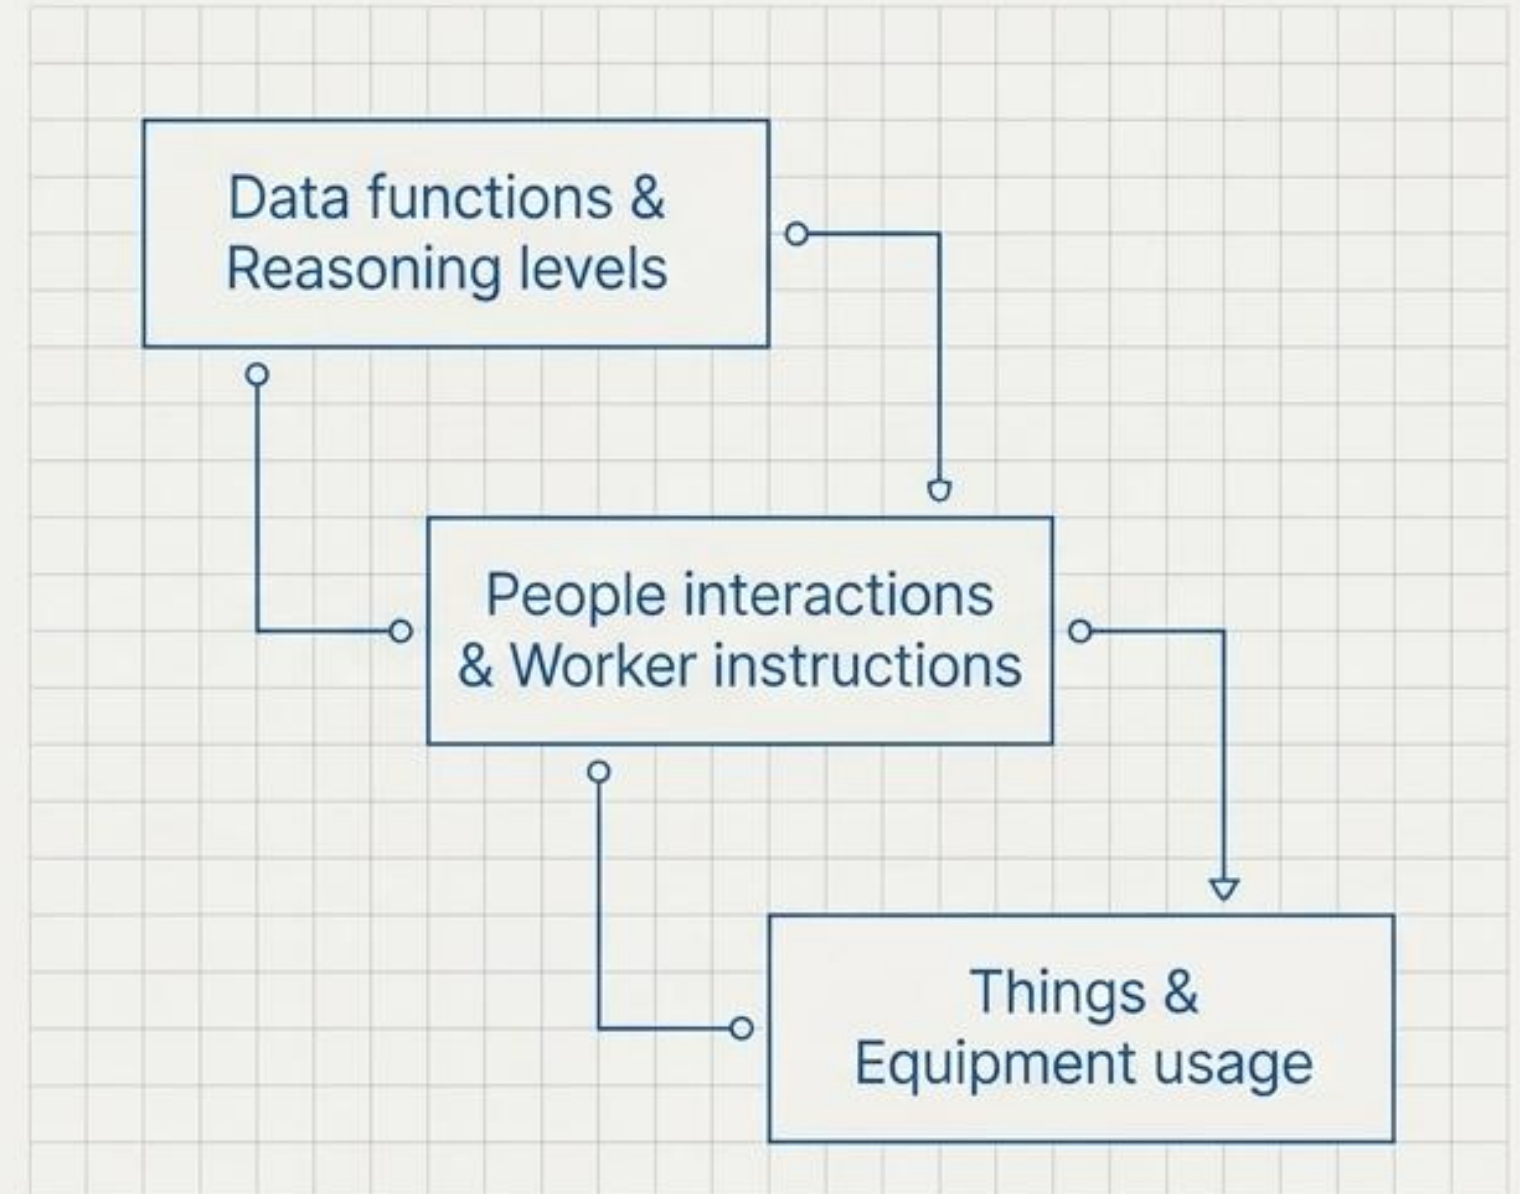 Data functions &
Reasoning levels
People interactions
& Worker instructions
Things &
Equipment usage